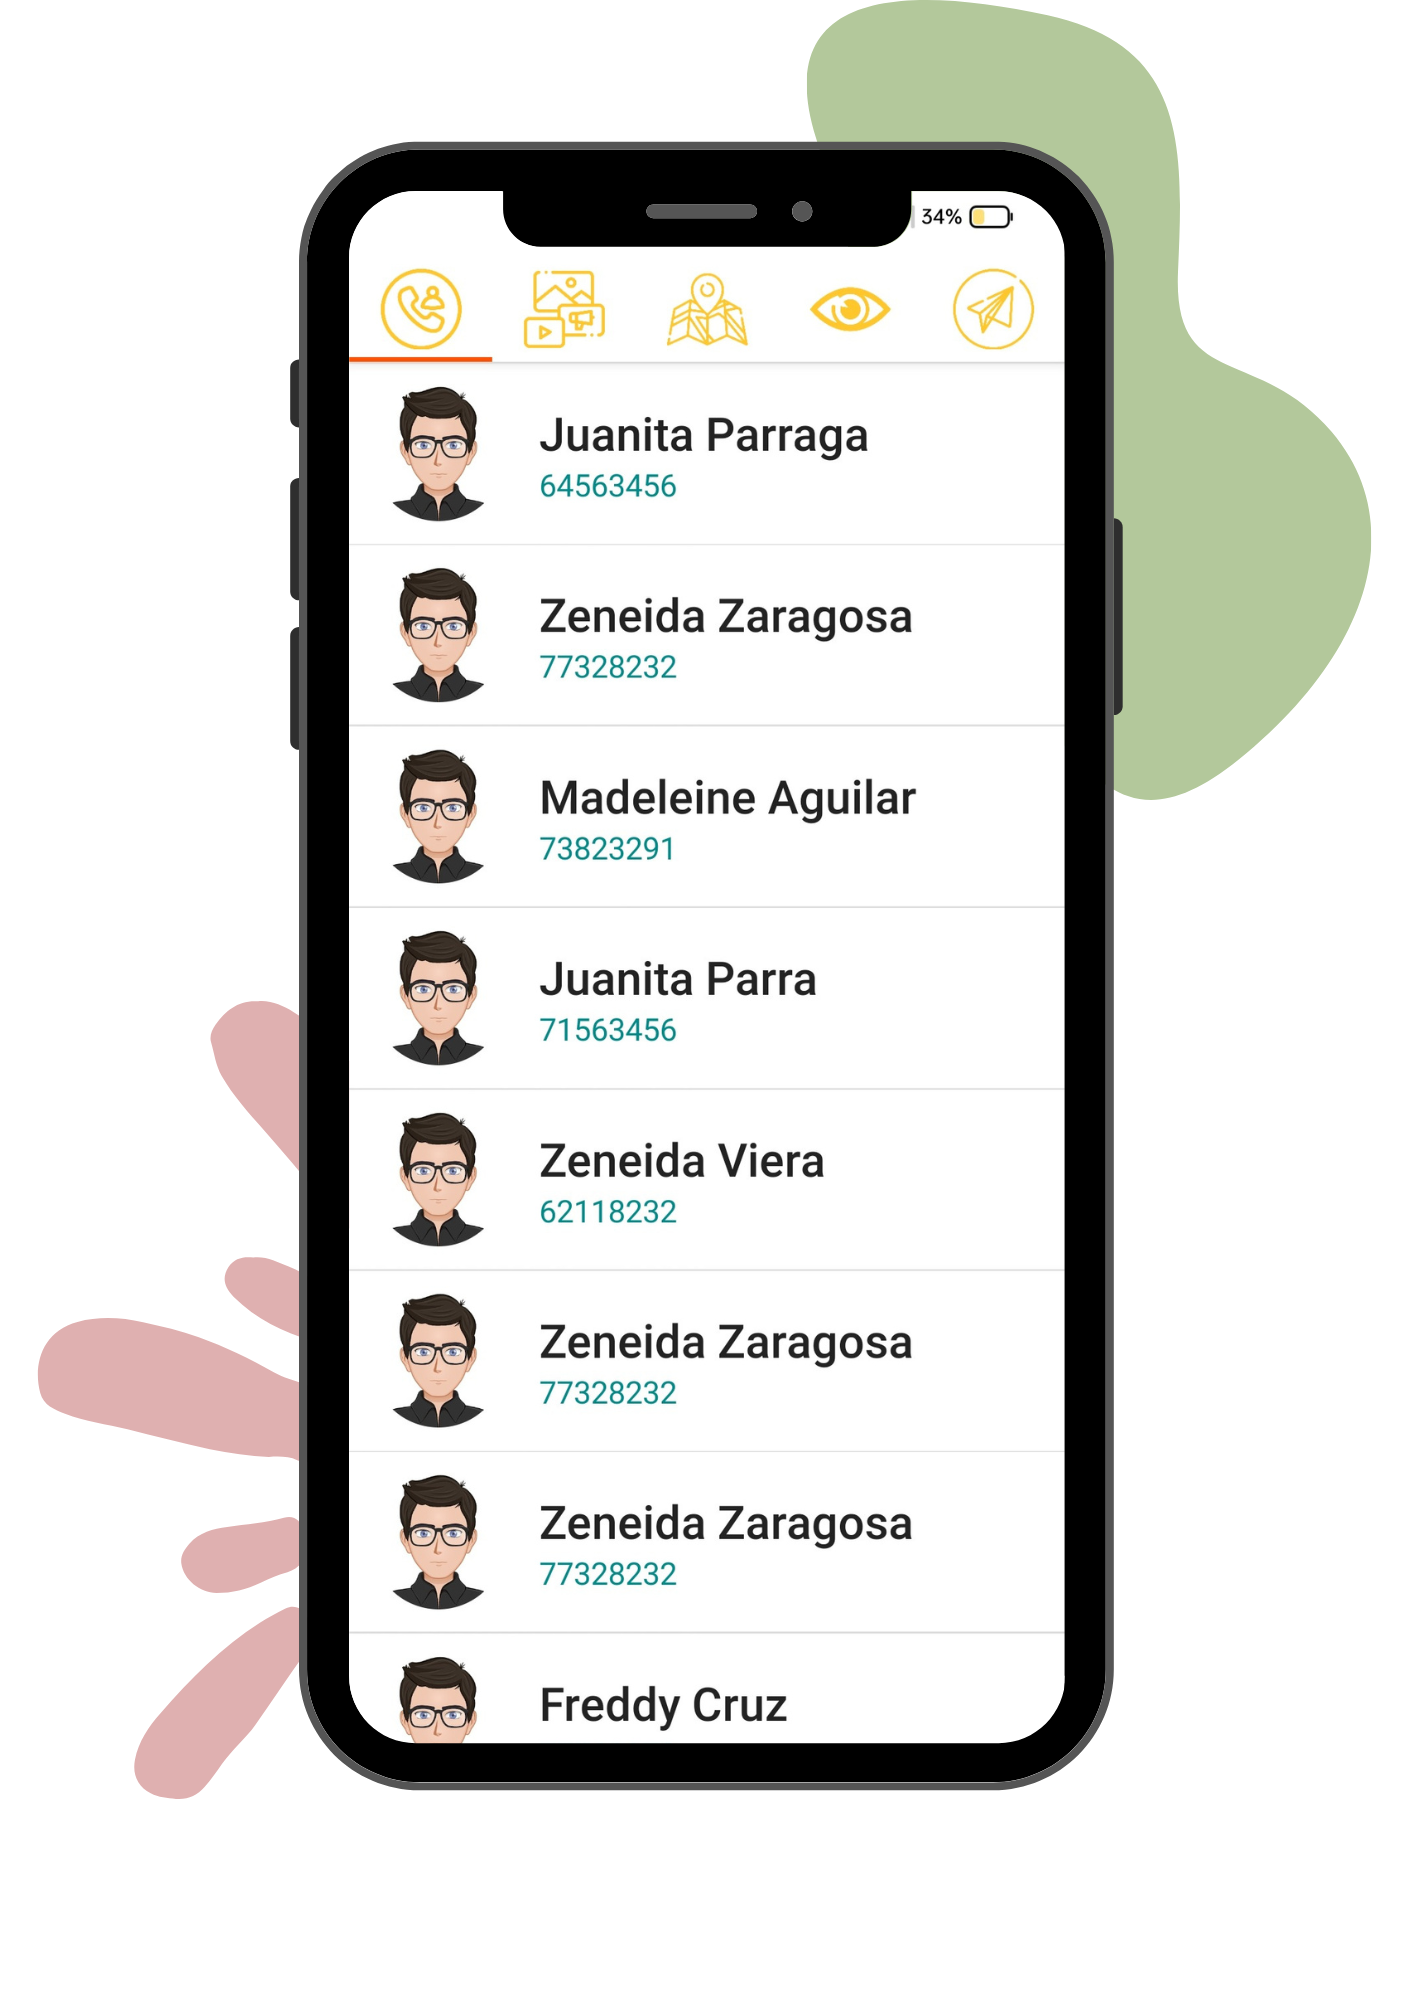 34%
Juanita Parraga
64563456
Zeneida Zaragosa
77328232
Madeleine Aguilar
73823291
Juanita Parra
71563456
Zeneida Viera
62118232
Zeneida Zaragosa
77328232
Zeneida Zaragosa
77328232
Freddy Cruz